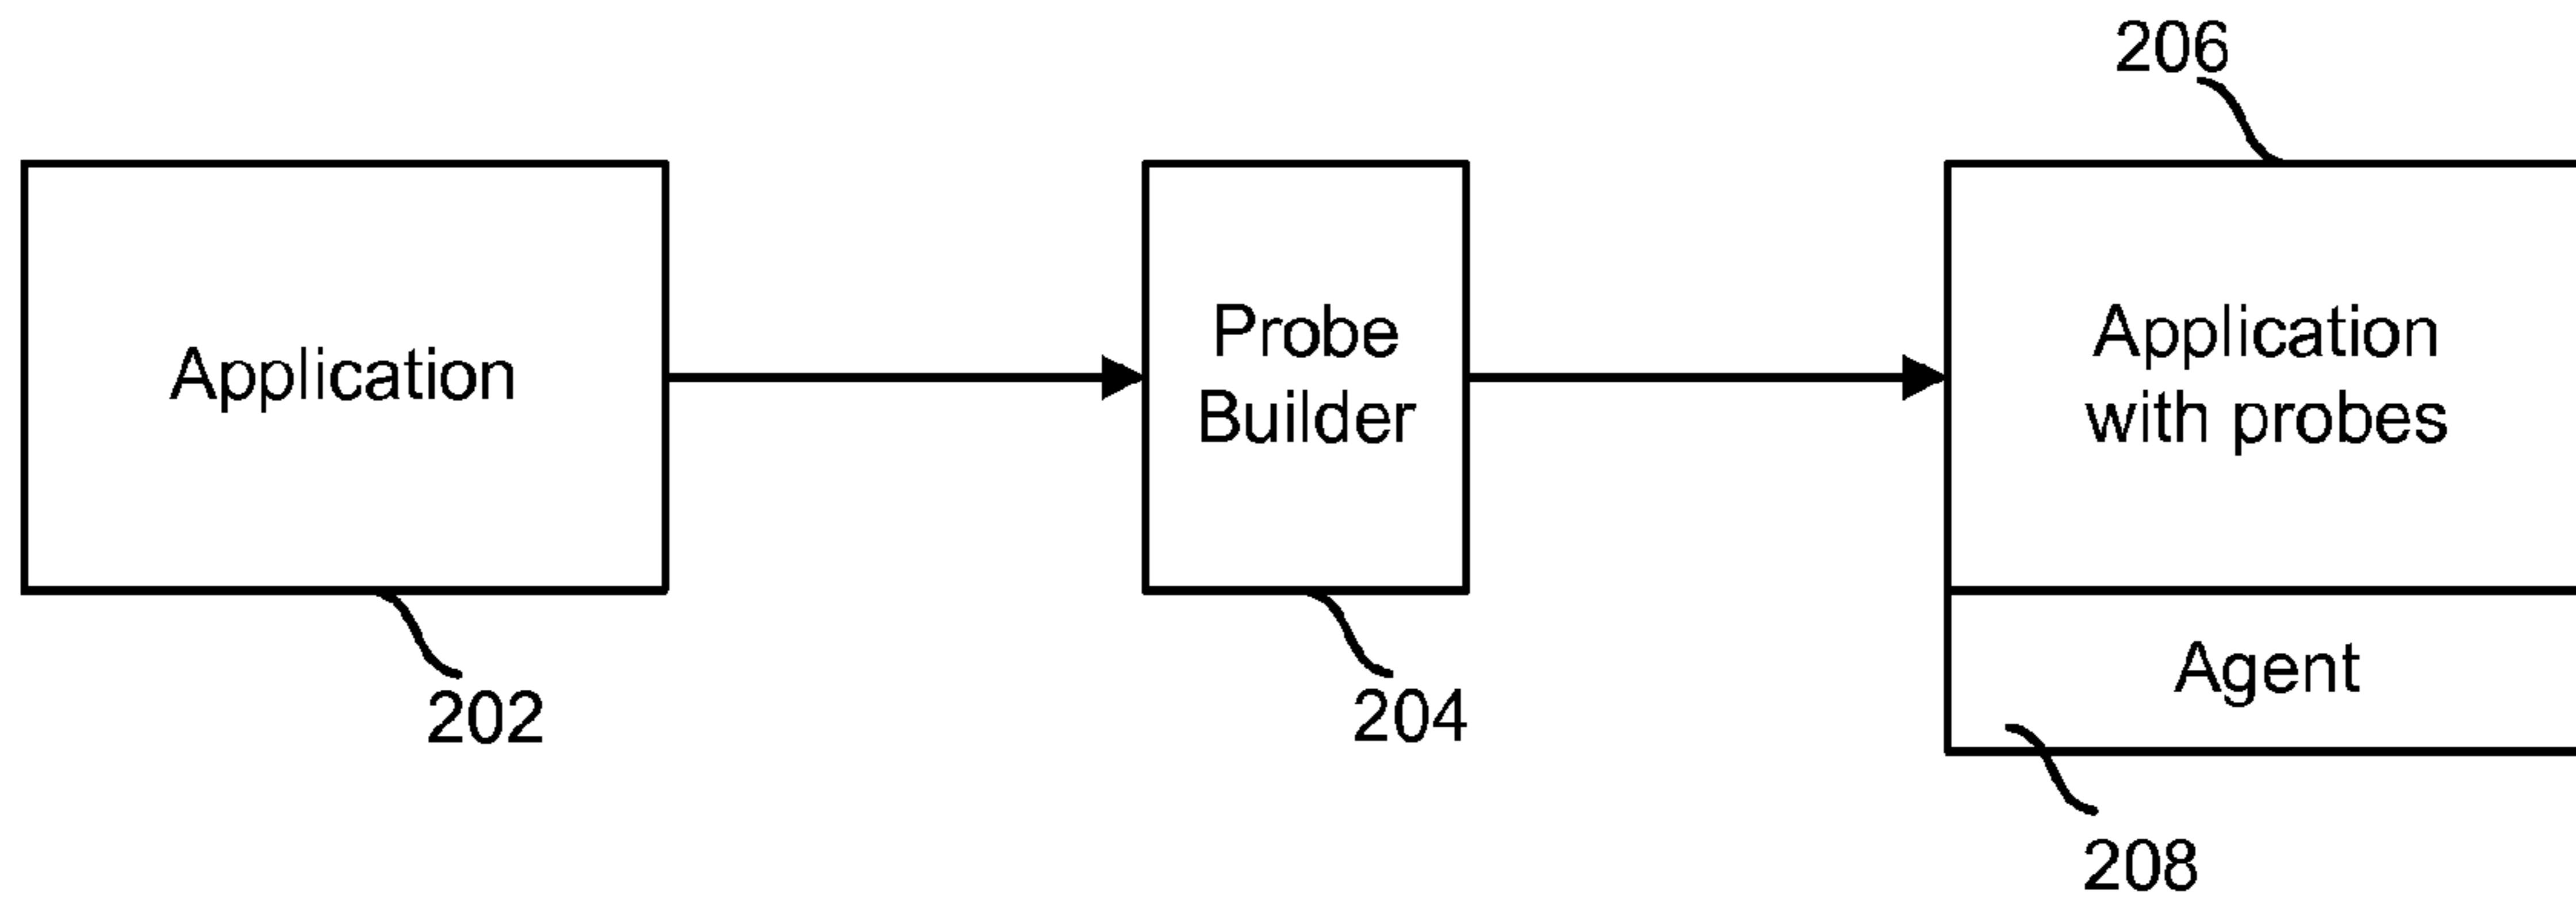 206
Application
Probe
Builder
Application
with probes
Agent
202
204
208